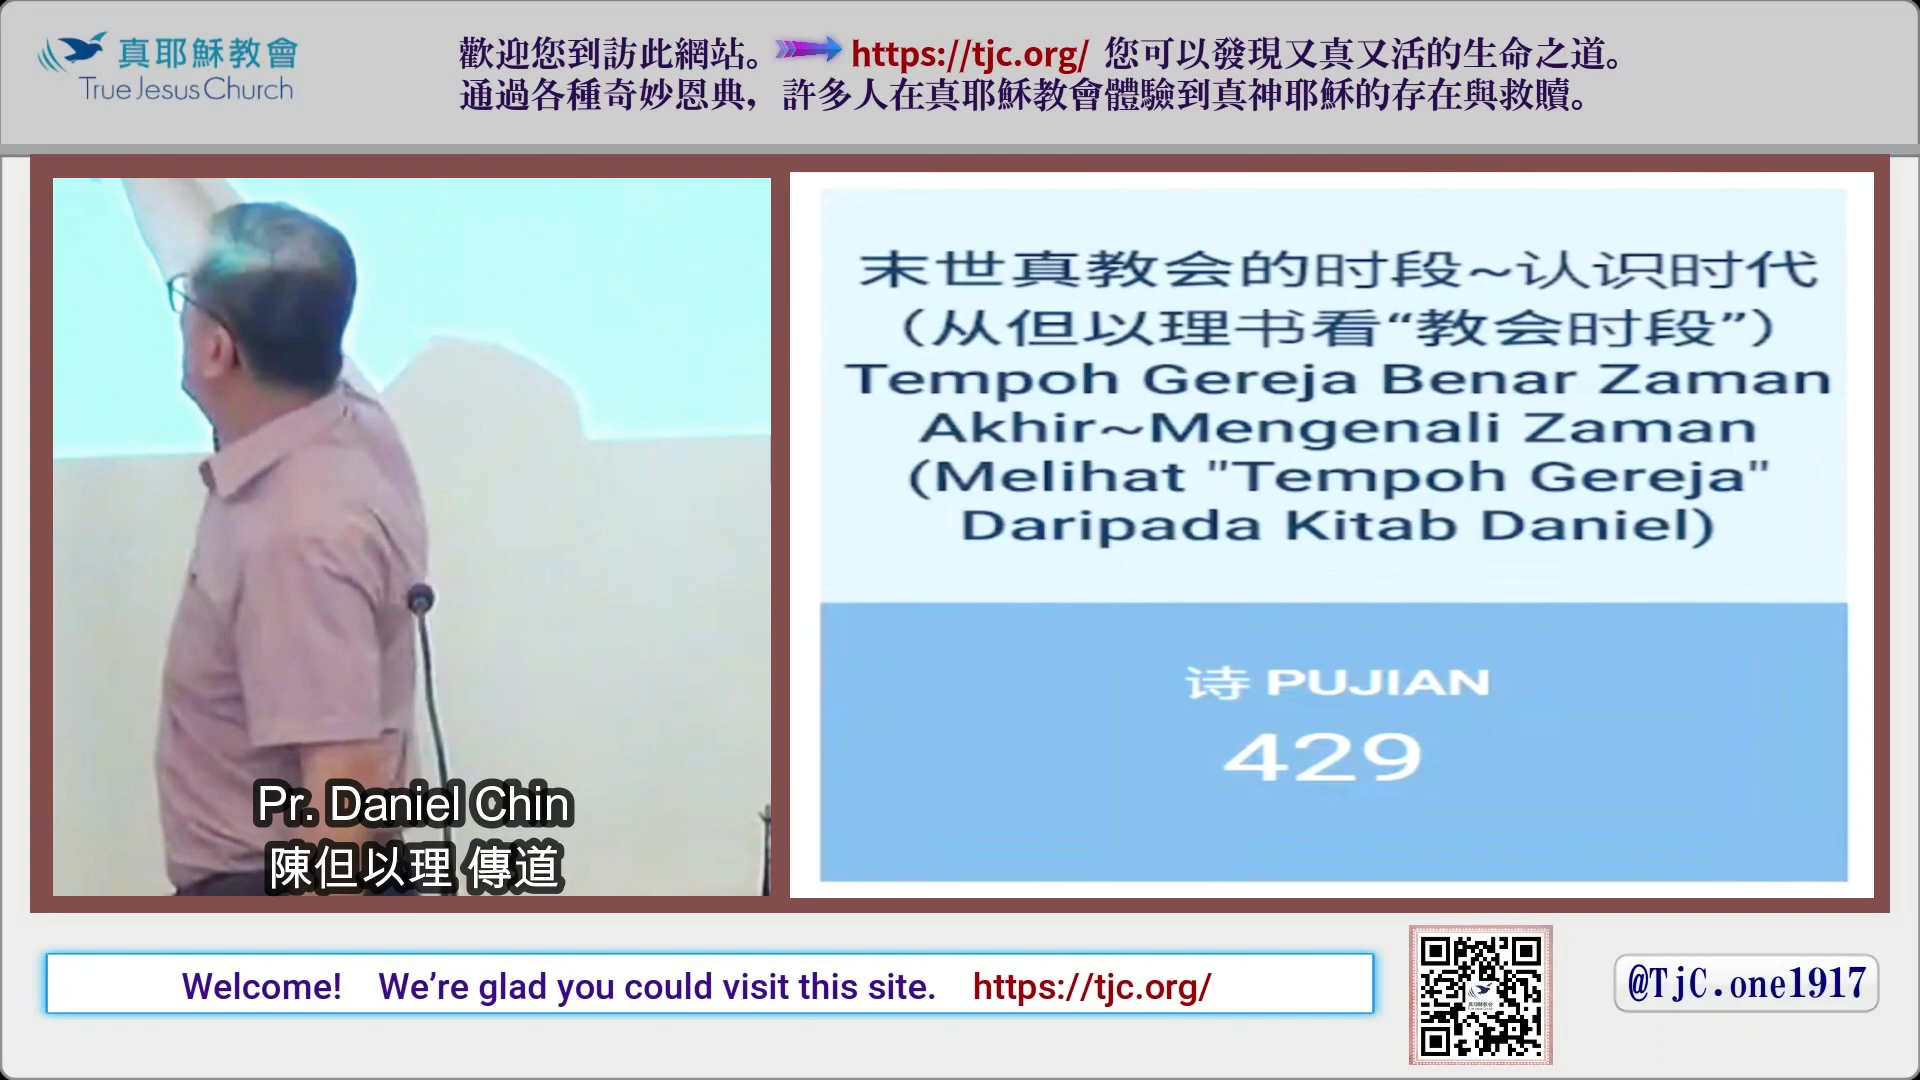 真耶穌教會
True Jesus Church
歡迎您到訪此網站。 https://tjc.org/ 您可以發現又真又活的生命之道。
通過各種奇妙恩典，許多人在真耶穌教會體驗到真神耶穌的存在與救贖。
末世真教会的时段~认识时代
（从但以理书看“教会时段”）
Tempoh Gereja Benar Zaman
Akhir~Mengenali Zaman
(Melihat "Tempoh Gereja"
Daripada Kitab Daniel)
诗 PUJIAN
429
Pr. Daniel Chin
陳但以理 傳道
Welcome! We’re glad you could visit this site. https://tjc.org/
@TjC.one1917